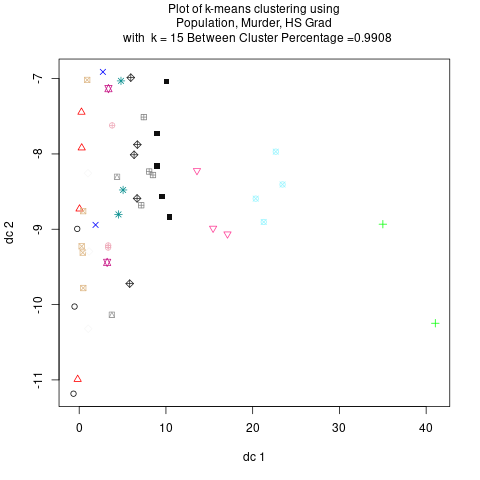 Plot of k-means clustering using
Population, Murder, HS Grad
with  k = 15 Between Cluster Percentage =0.9908
-7
-8
-9
-10
-11
dc 2
0
10
20
30
40
dc 1